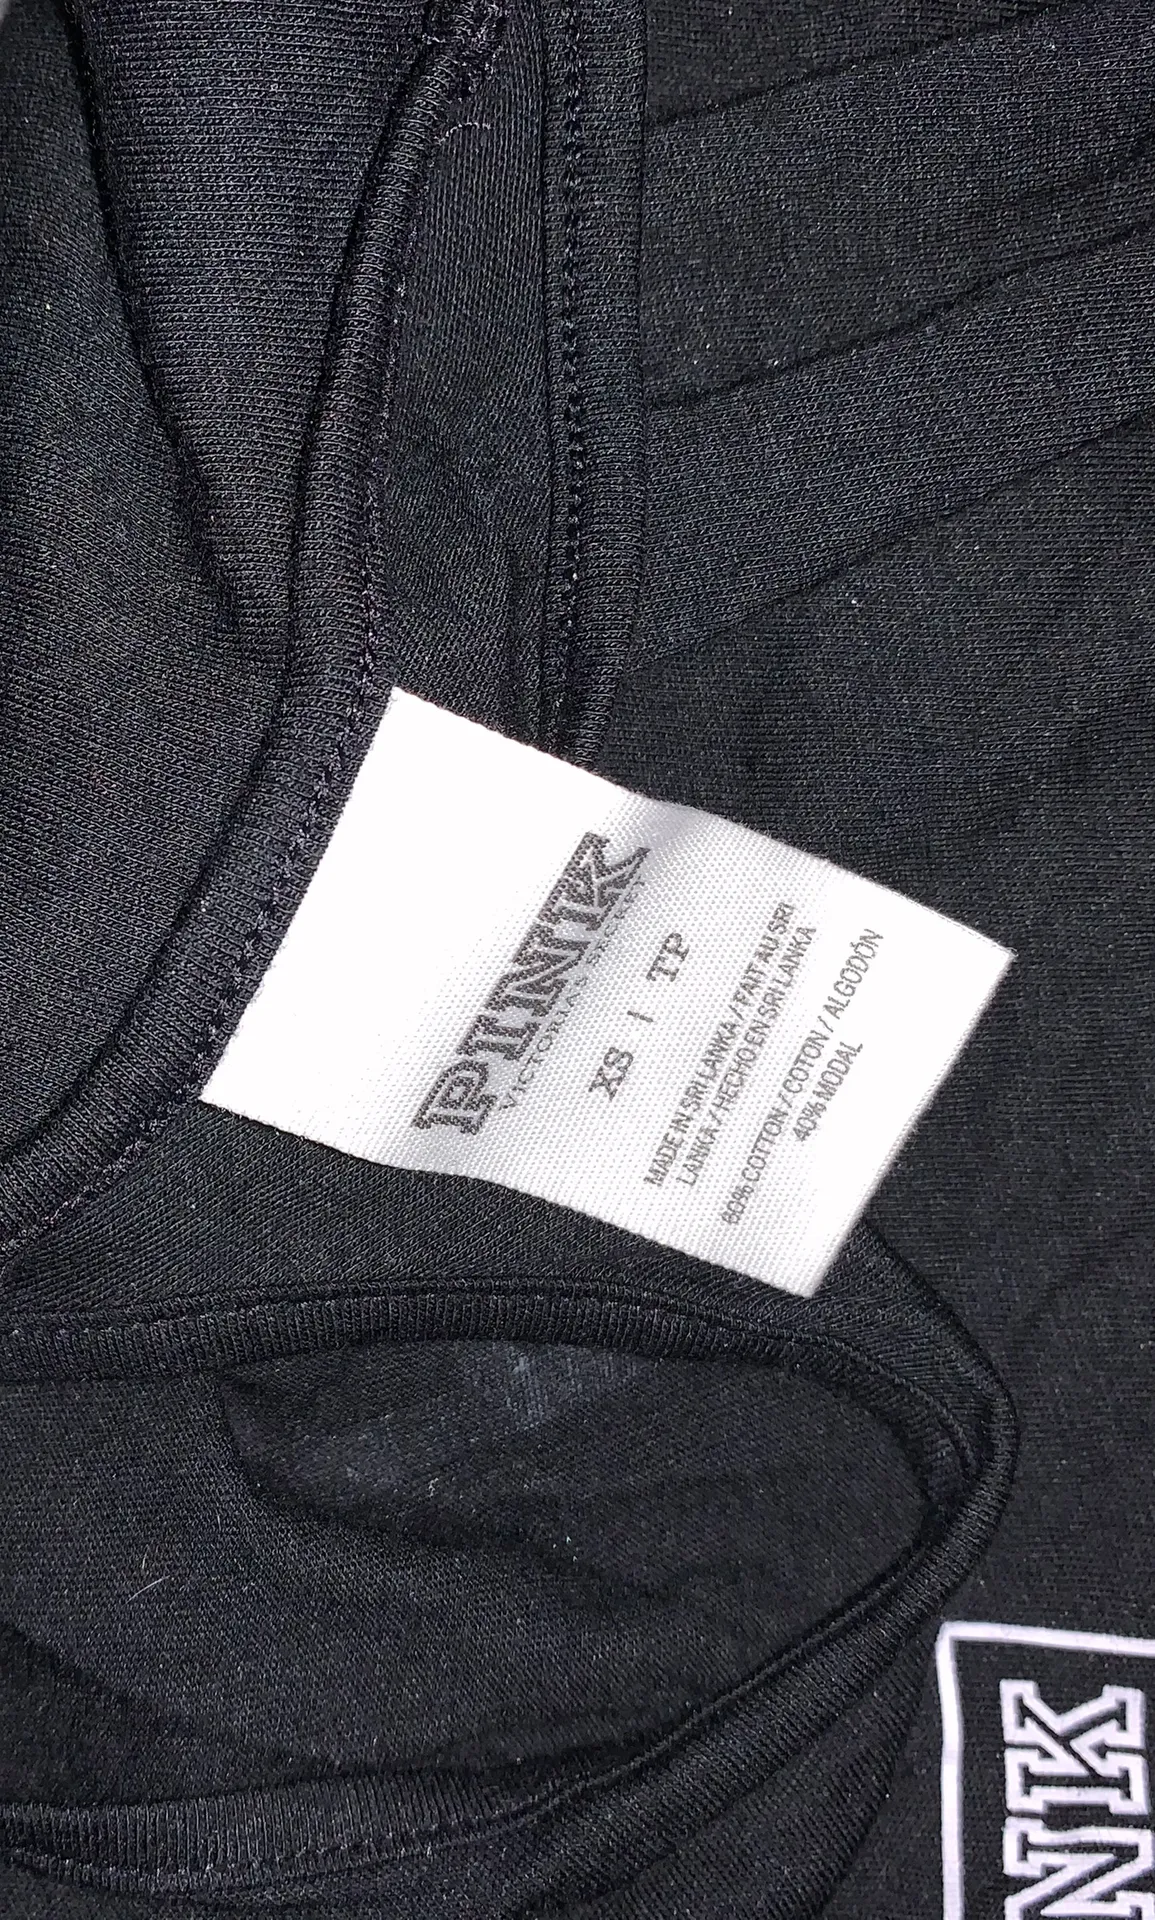 PINK
VICTORIA'S SECRET
XS | TP
MADE IN SRI LANKA / FAIT AU SRI
LANKA / HECHO EN SRI LANKA
60% COTTON / COTON / ALGODÓN
40% MODAL
NK